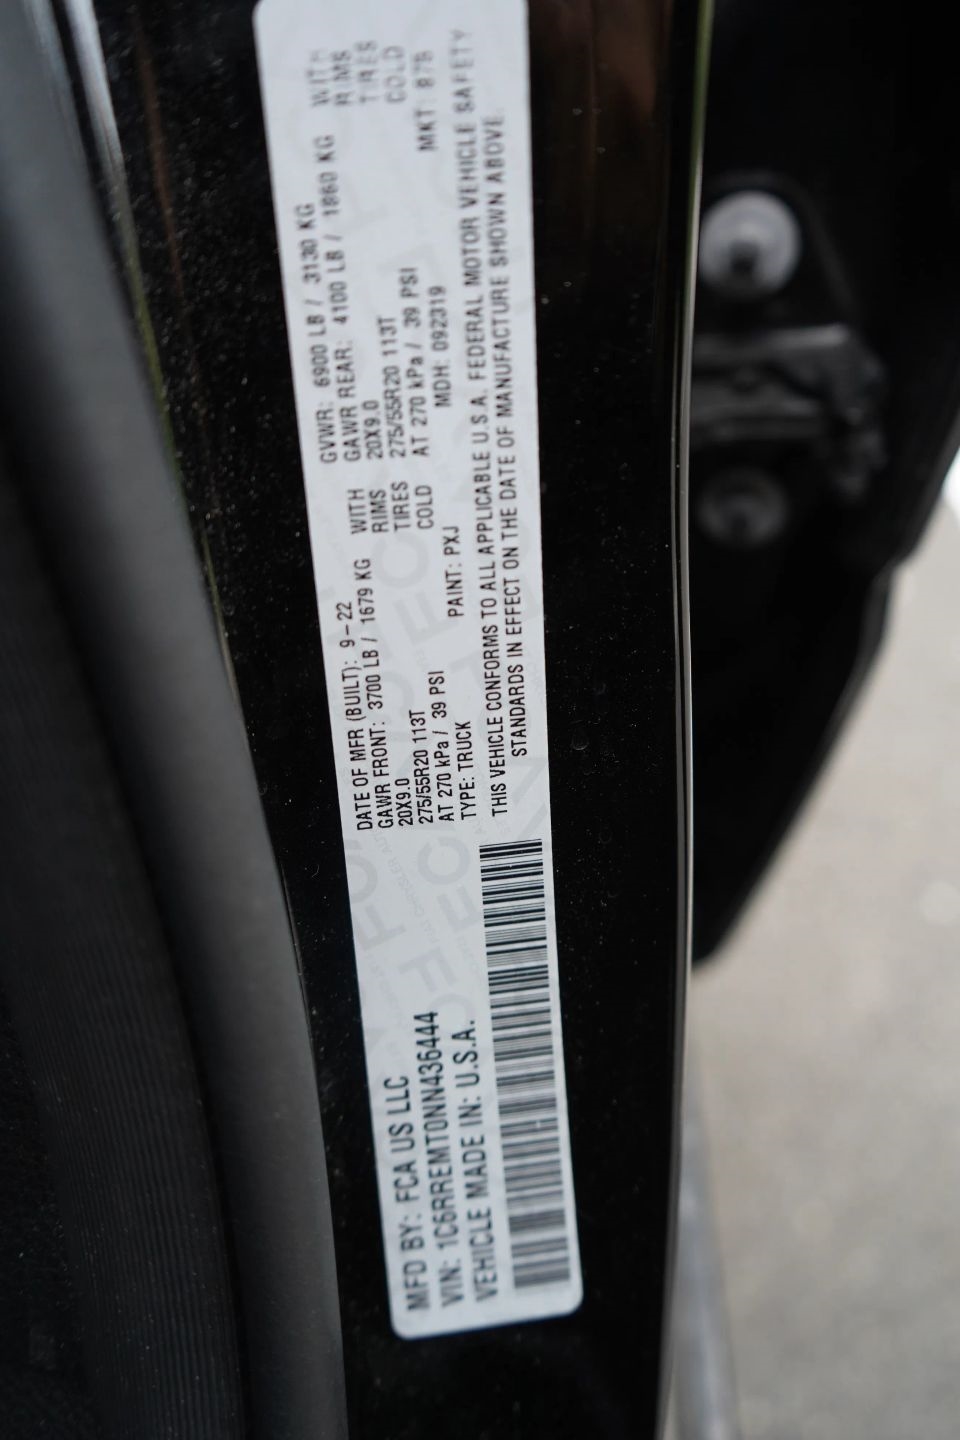 MFD BY: FCA US LLC
VIN: 1C6RREMT0NN436444
VEHICLE MADE IN: U.S.A.
DATE OF MFR (BUILT): 9-22
GAWR FRONT: 3700 LB / 1679 KG WITH
20X9.0 RIMS
275/55R20 113T TIRES
AT 270 kPa / 39 PSI COLD
TYPE: TRUCK PAINT: PXJ
GVWR: 6900 LB / 3130 KG
GAWR REAR: 4100 LB / 1860 KG WITH
20X9.0 RIMS
275/55R20 113T TIRES
AT 270 kPa / 39 PSI COLD
MDH: 092319 MKT:
THIS VEHICLE CONFORMS TO ALL APPLICABLE U.S.A. FEDERAL MOTOR VEHICLE SAFETY
STANDARDS IN EFFECT ON THE DATE OF MANUFACTURE SHOWN ABOVE.